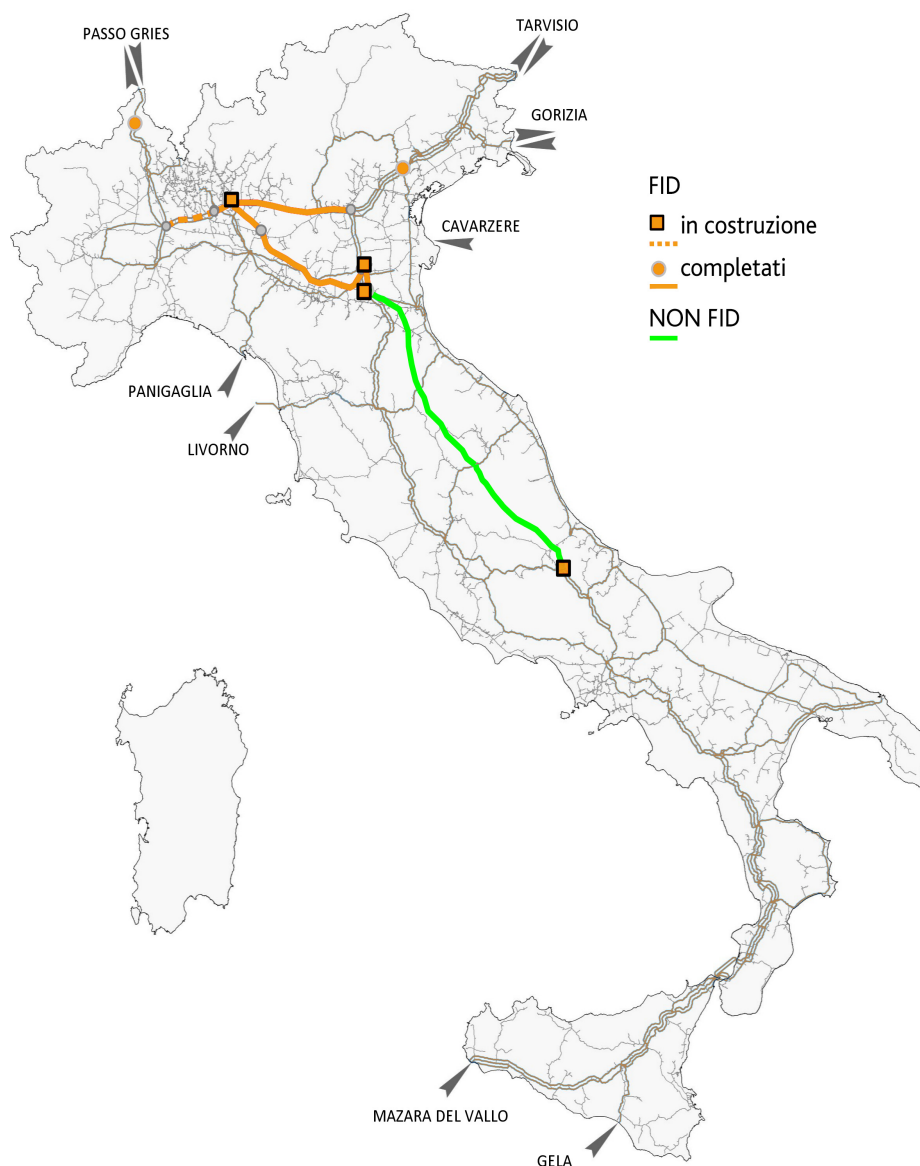 PASSO GRIES
TARVISIO
GORIZIA
FID
in costruzione
CAVARZERE
completati
NON FID
PANIGAGLIA
LIVORNO
MAZARA DEL VALLO
GELA